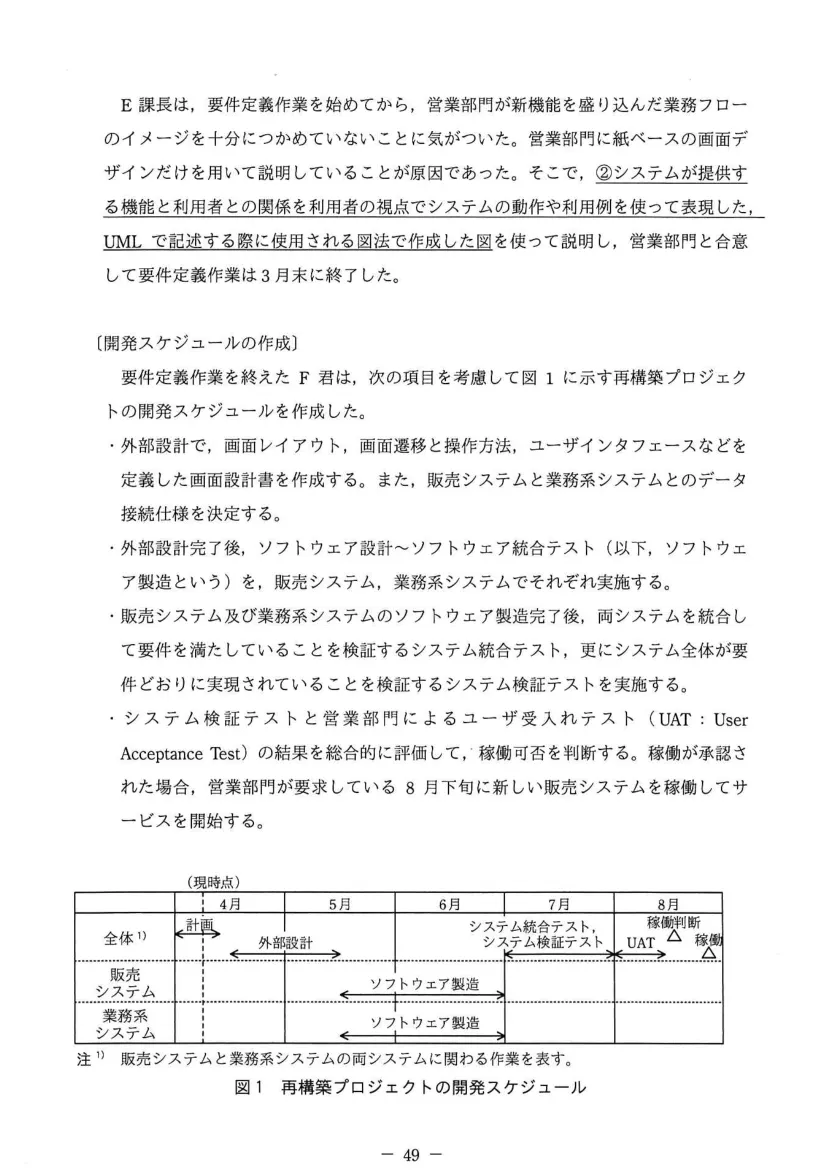 E 課長は，要件定義作業を始めてから，営業部門が新機能を盛り込んだ業務フロー
のイメージを十分につかめていないことに気がついた。営業部門に紙ベースの画面デ
ザインだけを用いて説明していることが原因であった。そこで，②システムが提供す
る機能と利用者との関係を利用者の視点でシステムの動作や利用例を使って表現した，
UML で記述する際に使用される図法で作成した図を使って説明し，営業部門と合意
して要件定義作業は 3 月末に終了した。
〔開発スケジュールの作成〕
要件定義作業を終えた F 君は，次の項目を考慮して図 1 に示す再構築プロジェク
トの開発スケジュールを作成した。
・外部設計で，画面レイアウト，画面遷移と操作方法，ユーザインタフェースなどを
定義した画面設計書を作成する。また，販売システムと業務系システムとのデータ
接続仕様を決定する。
・外部設計完了後，ソフトウェア設計～ソフトウェア統合テスト（以下，ソフトウェ
ア製造という）を，販売システム，業務系システムでそれぞれ実施する。
・販売システム及び業務系システムのソフトウェア製造完了後，両システムを統合し
て要件を満たしていることを検証するシステム統合テスト，更にシステム全体が要
件どおりに実現されていることを検証するシステム検証テストを実施する。
・システム検証テストと営業部門によるユーザ受入れテスト（UAT：User
Acceptance Test）の結果を総合的に評価して，稼働可否を判断する。稼働が承認さ
れた場合，営業部門が要求している 8 月下旬に新しい販売システムを稼働してサ
ービスを開始する。
（現時点）
4月 5月 6月 7月 8月
全体 1) 計画 外部設計 システム統合テスト， システム検証テスト UAT 稼働判断 △ 稼働 △
販売
システム ソフトウェア製造
業務系
システム ソフトウェア製造
注 1) 販売システムと業務系システムの両システムに関わる作業を表す。
図 1 再構築プロジェクトの開発スケジュール
－ 49 －